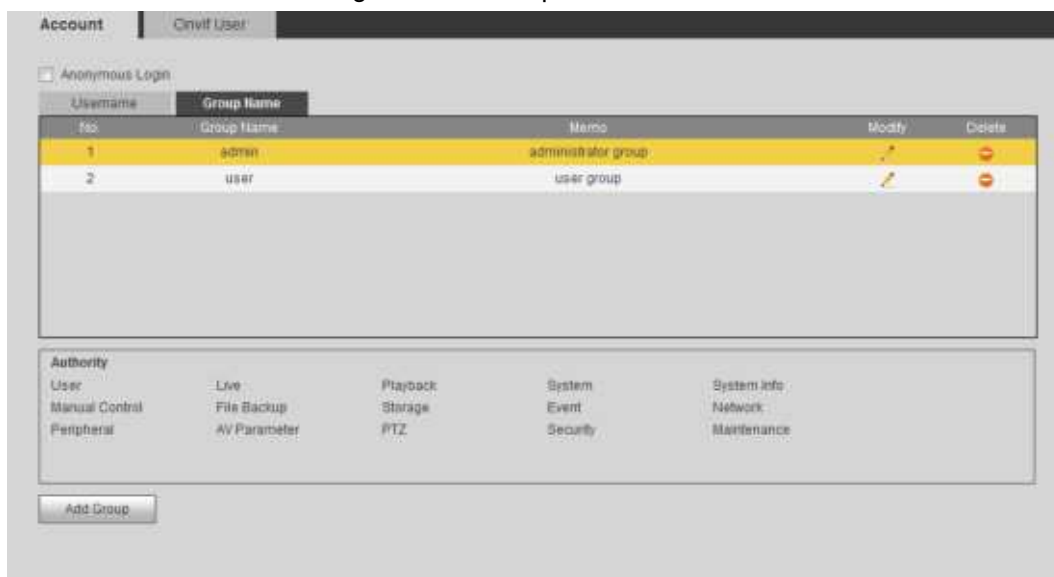 Account Onvif User
Anonymous Login
Username Group Name
No. Group Name Memo Modify Delete
1 admin administrator group
2 user user group
Authority
User Live Playback System System Info
Manual Control File Backup Storage Event Network
Peripheral AV Parameter PTZ Security Maintenance
Add Group